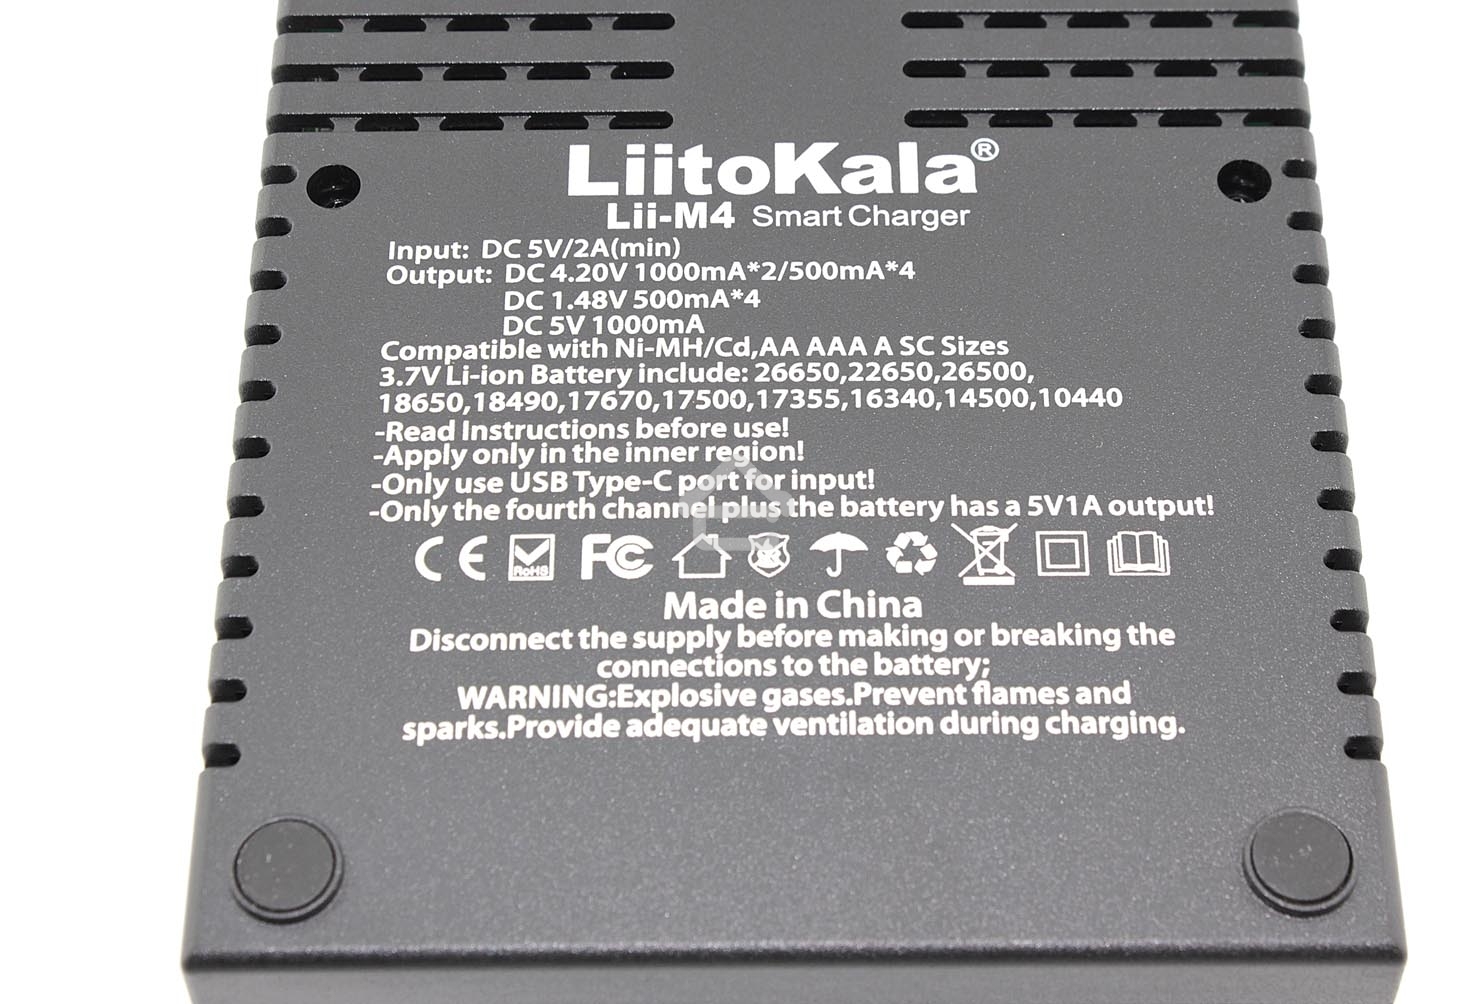 LiitoKala®
Lii-M4 Smart Charger
Input: DC 5V/2A(min)
Output: DC 4.20V 1000mA*2/500mA*4
DC 1.48V 500mA*4
DC 5V 1000mA
Compatible with Ni-MH/Cd,AA AAA A SC Sizes
3.7V Li-ion Battery include: 26650,22650,26500,
18650,18490,17670,17500,17355,16340,14500,10440
-Read Instructions before use!
-Apply only in the inner region!
-Only use USB Type-C port for input!
-Only the fourth channel plus the battery has a 5V1A output!
CE RoHS FC
Made in China
Disconnect the supply before making or breaking the
connections to the battery;
WARNING:Explosive gases.Prevent flames and
sparks.Provide adequate ventilation during charging.